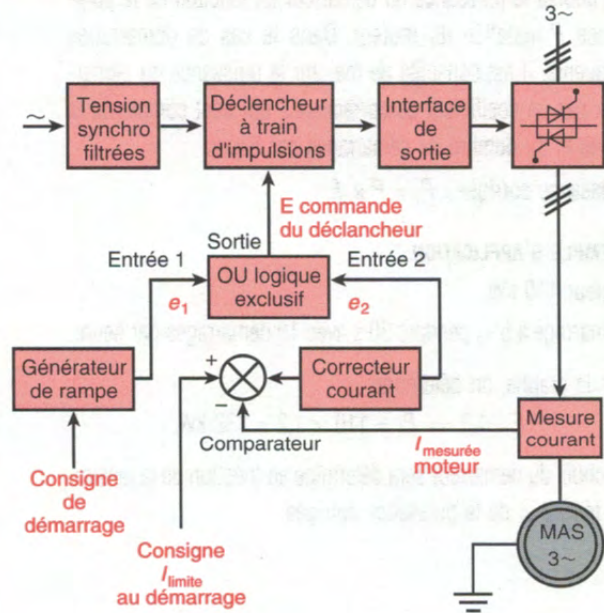 3~
~
Tension
synchro
filtrées
Déclencheur
à train
d'impulsions
Interface
de
sortie
E commande
du déclancheur
Sortie
Entrée 1
Entrée 2
e1
OU logique
exclusif
e2
Générateur
de rampe
+
Correcteur
courant
Comparateur
Imesurée
moteur
Mesure
courant
Consigne
de
démarrage
Consigne
Ilimite
au démarrage
MAS
3~